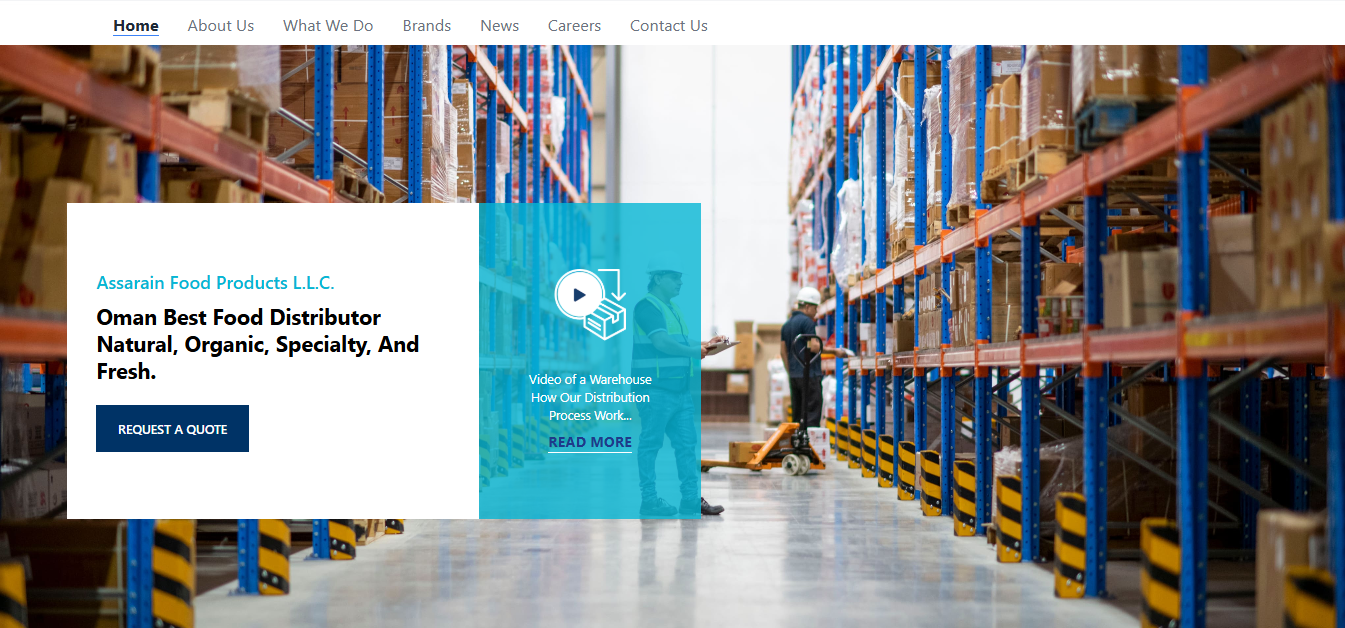 Home About Us What We Do Brands News Careers Contact Us
Assarain Food Products L.L.C.
Oman Best Food Distributor
Natural, Organic, Specialty, And
Fresh.
REQUEST A QUOTE
Video of a Warehouse
How Our Distribution
Process Work...
READ MORE